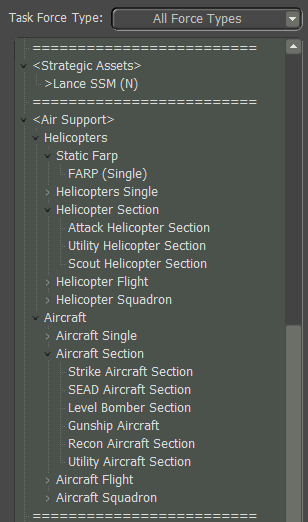 Task Force Type: All Force Types
==========================
<Strategic Assets>
>Lance SSM (N)
==========================
<Air Support>
Helicopters
Static Farp
FARP (Single)
Helicopters Single
Helicopter Section
Attack Helicopter Section
Utility Helicopter Section
Scout Helicopter Section
Helicopter Flight
Helicopter Squadron
Aircraft
Aircraft Single
Aircraft Section
Strike Aircraft Section
SEAD Aircraft Section
Level Bomber Section
Gunship Aircraft
Recon Aircraft Section
Utility Aircraft Section
Aircraft Flight
Aircraft Squadron
==========================